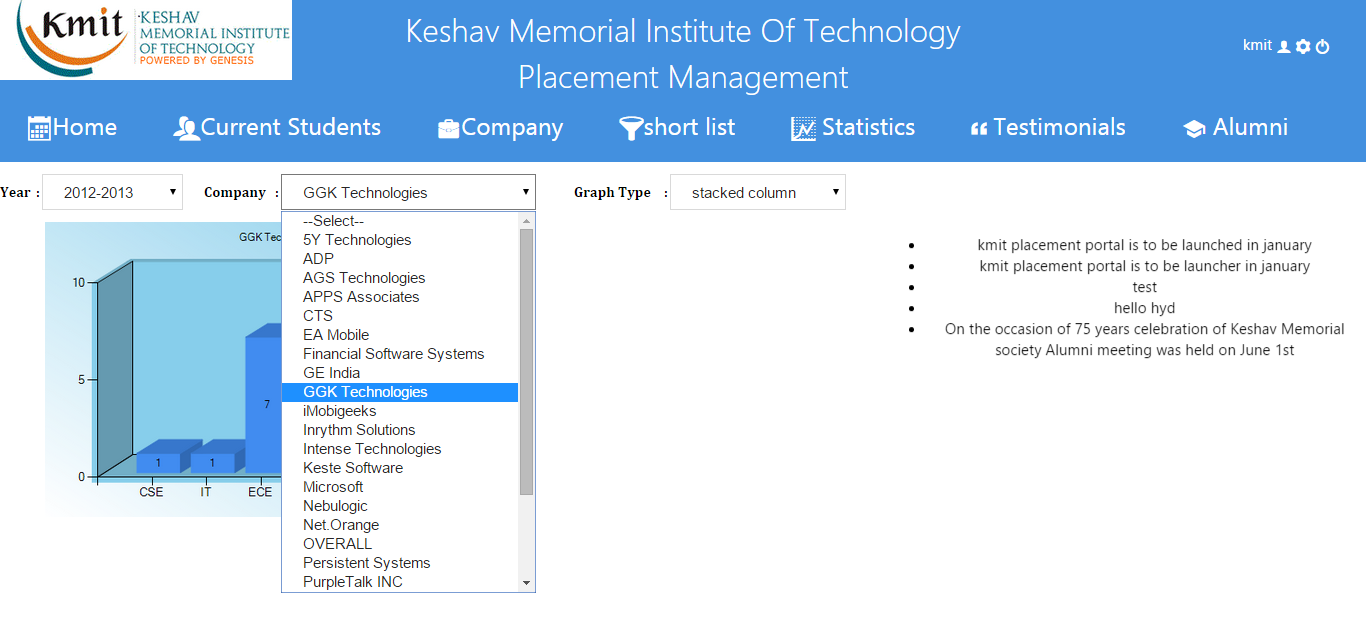 Kmit
KESHAV
MEMORIAL INSTITUTE
OF TECHNOLOGY
POWERED BY GENESIS
Keshav Memorial Institute Of Technology
Placement Management
kmit
Home Current Students Company short list Statistics Testimonials Alumni
Year : 2012-2013 Company : GGK Technologies Graph Type : stacked column
GGK Tec
10
5
0
7
1 1
CSE IT ECE
--Select--
5Y Technologies
ADP
AGS Technologies
APPS Associates
CTS
EA Mobile
Financial Software Systems
GE India
GGK Technologies
iMobigeeks
Inrythm Solutions
Intense Technologies
Keste Software
Microsoft
Nebulogic
Net.Orange
OVERALL
Persistent Systems
PurpleTalk INC
kmit placement portal is to be launched in january
kmit placement portal is to be launcher in january
test
hello hyd
On the occasion of 75 years celebration of Keshav Memorial
society Alumni meeting was held on June 1st